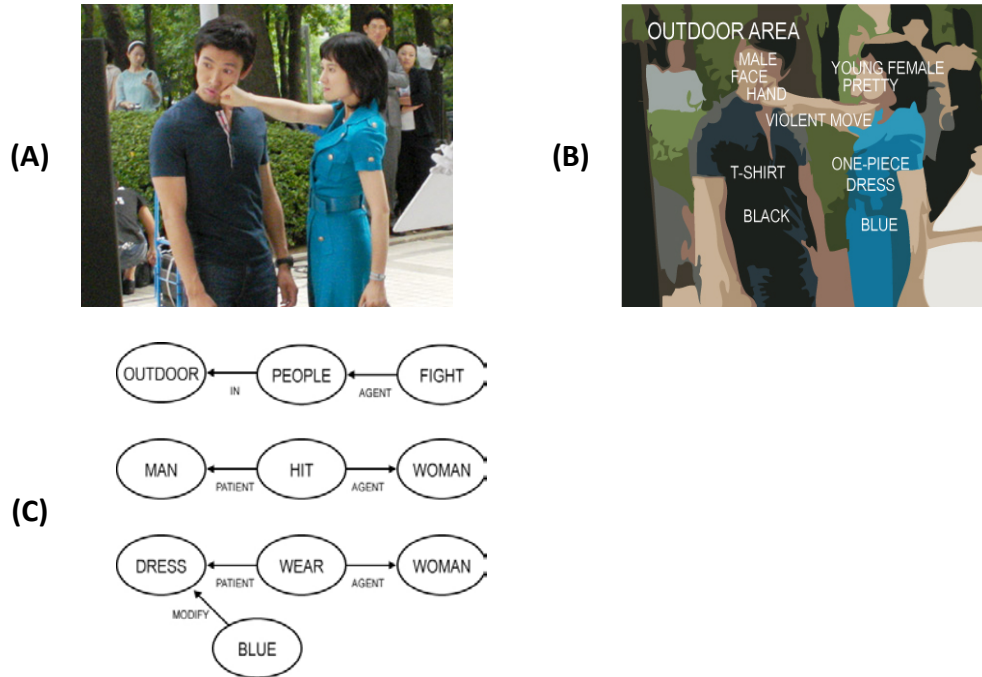 (A)
(B)
OUTDOOR AREA
MALE
FACE
HAND
YOUNG FEMALE
PRETTY
VIOLENT MOVE
T-SHIRT
ONE-PIECE
DRESS
BLACK
BLUE
(C)
OUTDOOR PEOPLE FIGHT
IN AGENT
MAN HIT WOMAN
PATIENT AGENT
DRESS WEAR WOMAN
PATIENT AGENT
MODIFY
BLUE